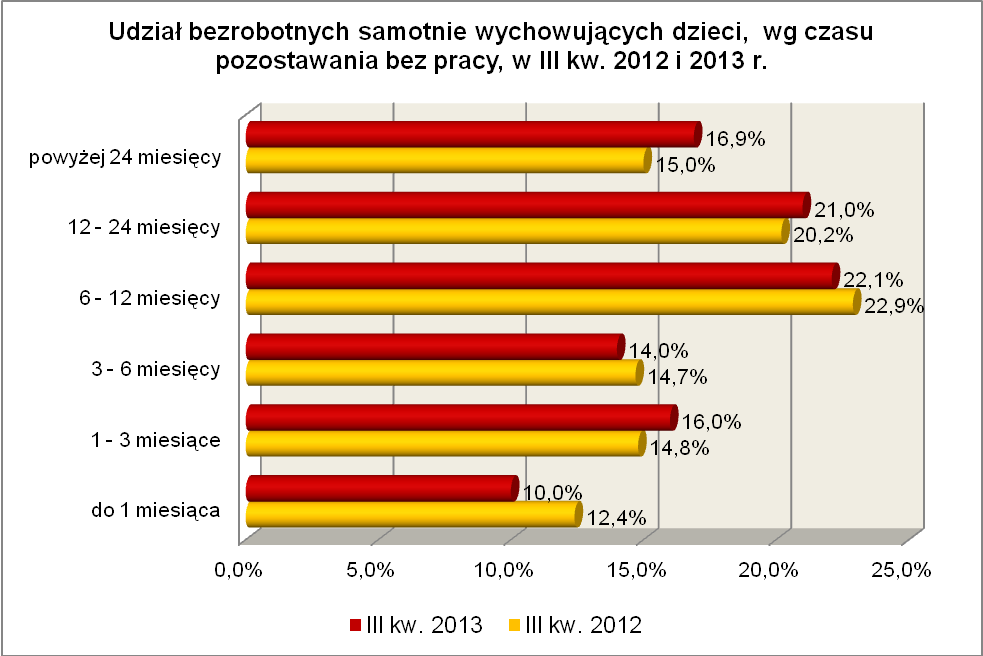 Udział bezrobotnych samotnie wychowujących dzieci, wg czasu
pozostawania bez pracy, w III kw. 2012 i 2013 r.
powyżej 24 miesięcy
16,9%
15,0%
12 - 24 miesięcy
21,0%
20,2%
6 - 12 miesięcy
22,1%
22,9%
3 - 6 miesięcy
14,0%
14,7%
1 - 3 miesiące
16,0%
14,8%
do 1 miesiąca
10,0%
12,4%
0,0% 5,0% 10,0% 15,0% 20,0% 25,0%
III kw. 2013 III kw. 2012